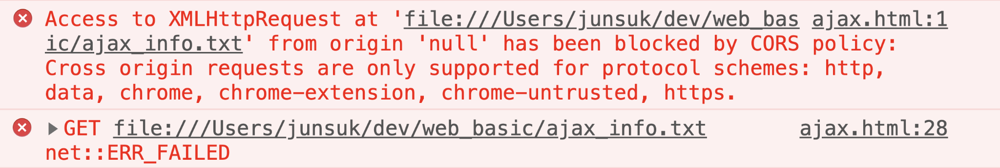 Access to XMLHttpRequest at 'file:///Users/junsuk/dev/web_bas ajax.html:1
ic/ajax_info.txt' from origin 'null' has been blocked by CORS policy:
Cross origin requests are only supported for protocol schemes: http,
data, chrome, chrome-extension, chrome-untrusted, https.
GET file:///Users/junsuk/dev/web_basic/ajax_info.txt ajax.html:28
net::ERR_FAILED